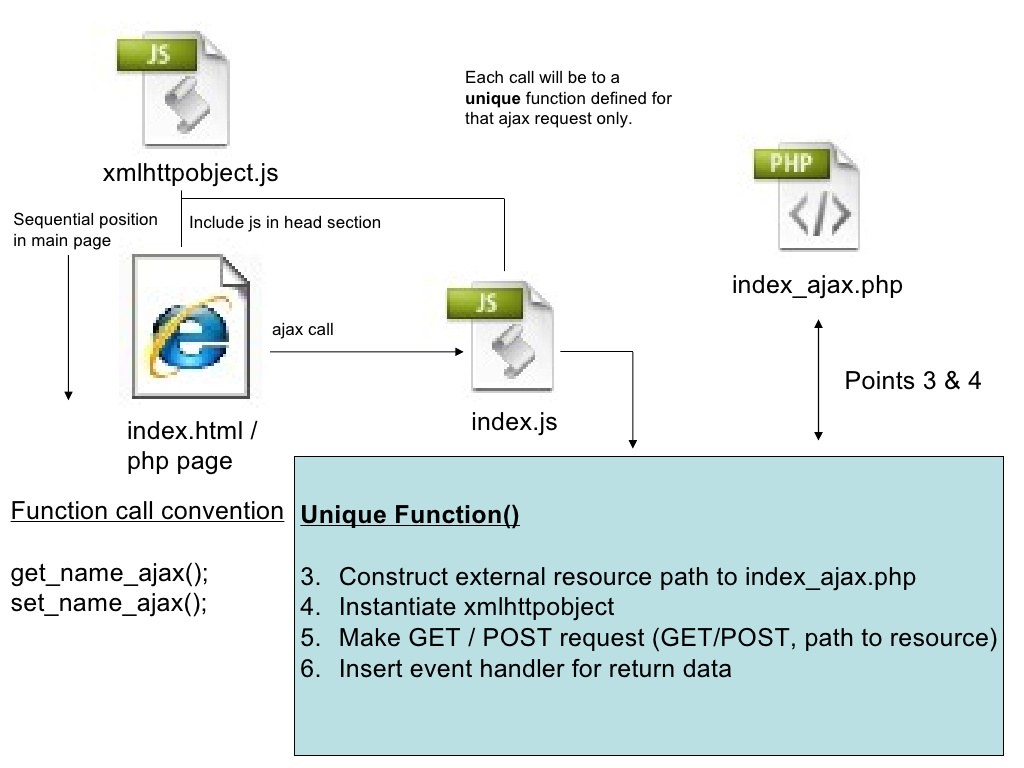 JS
xmlhttpobject.js
Each call will be to a
unique function defined for
that ajax request only.
PHP
</>
index_ajax.php
Sequential position
in main page
Include js in head section
ajax call
JS
index.js
index.html /
php page
Points 3 & 4
Function call convention
get_name_ajax();
set_name_ajax();
Unique Function()
3. Construct external resource path to index_ajax.php
4. Instantiate xmlhttpobject
5. Make GET / POST request (GET/POST, path to resource)
6. Insert event handler for return data